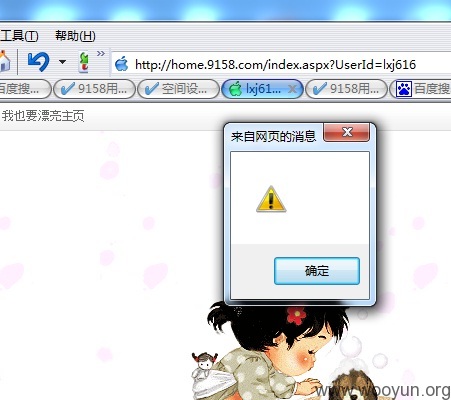 工具(T) 帮助(H)
http://home.9158.com/index.aspx?UserId=lxj616
百度搜... 9158用... 空间设... lxj61... 9158用... 百度搜
我也要漂亮主页
来自网页的消息
确定
www.wooyun.org